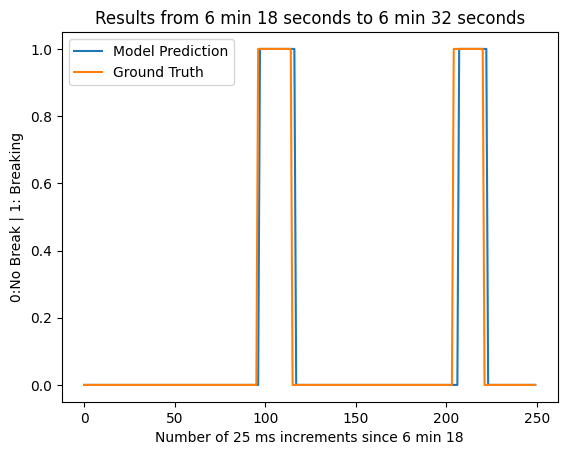 Results from 6 min 18 seconds to 6 min 32 seconds
Model Prediction
Ground Truth
1.0
0.8
0.6
0.4
0.2
0.0
0:No Break | 1: Breaking
0 50 100 150 200 250
Number of 25 ms increments since 6 min 18